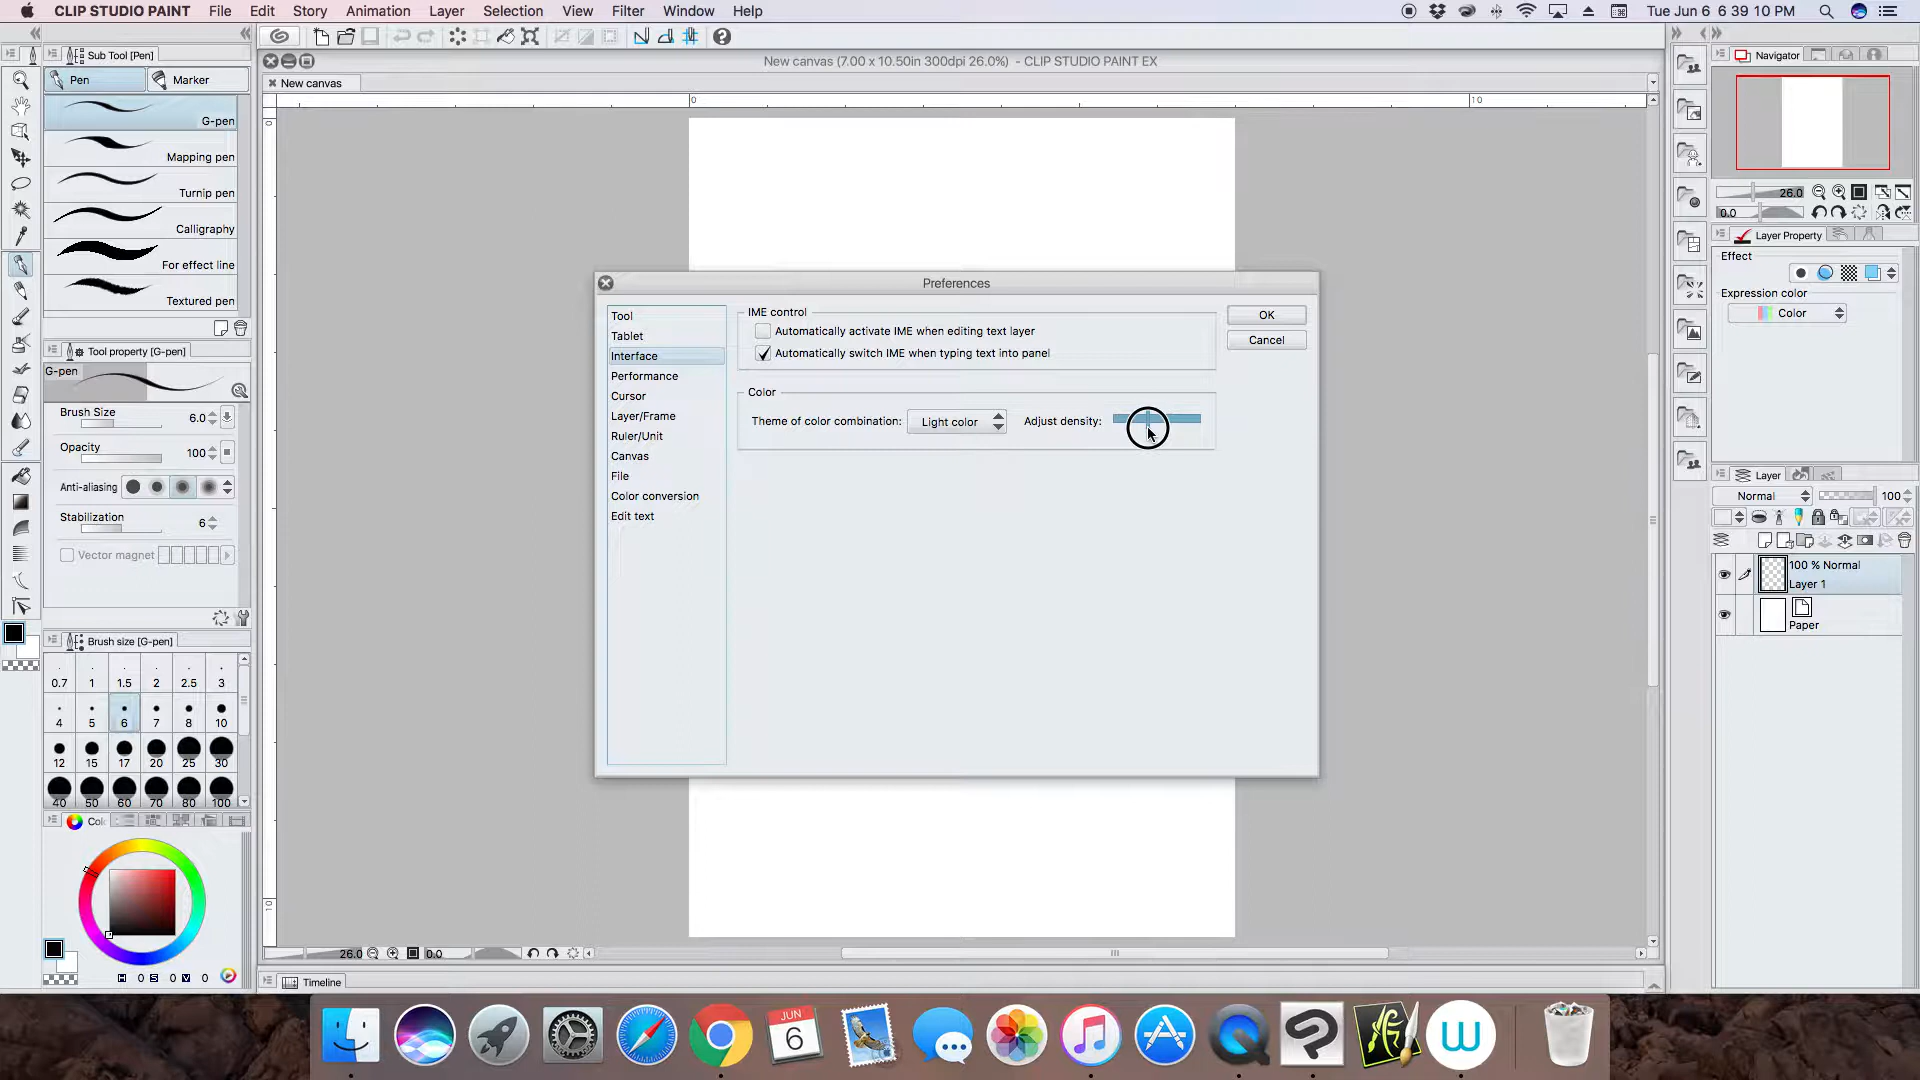 CLIP STUDIO PAINT File Edit Story Animation Layer Selection View Filter Window Help Tue Jun 6 6 39 10 PM
New canvas (7.00 x 10.50in 300dpi 26.0%) - CLIP STUDIO PAINT EX
New canvas
0 10
0
10
Sub Tool [Pen]
Pen Marker
G-pen
Mapping pen
Turnip pen
Calligraphy
For effect line
Textured pen
Tool property [G-pen]
G-pen
Brush Size 6.0
Opacity 100
Anti-aliasing
Stabilization 6
Vector magnet
Brush size [G-pen]
0.7 1 1.5 2 2.5 3
4 5 6 7 8 10
12 15 17 20 25 30
40 50 60 70 80 100
Col
H 0 S 0 V 0
Preferences
Tool
Tablet
Interface
Performance
Cursor
Layer/Frame
Ruler/Unit
Canvas
File
Color conversion
Edit text
IME control
Automatically activate IME when editing text layer
Automatically switch IME when typing text into panel
Color
Theme of color combination: Light color Adjust density:
OK
Cancel
26.0 0.0
Timeline
Navigator
26.0
0.0
Layer Property
Effect
Expression color
Color
Layer
Normal 100
100 % Normal
Layer 1
Paper
JUN
6